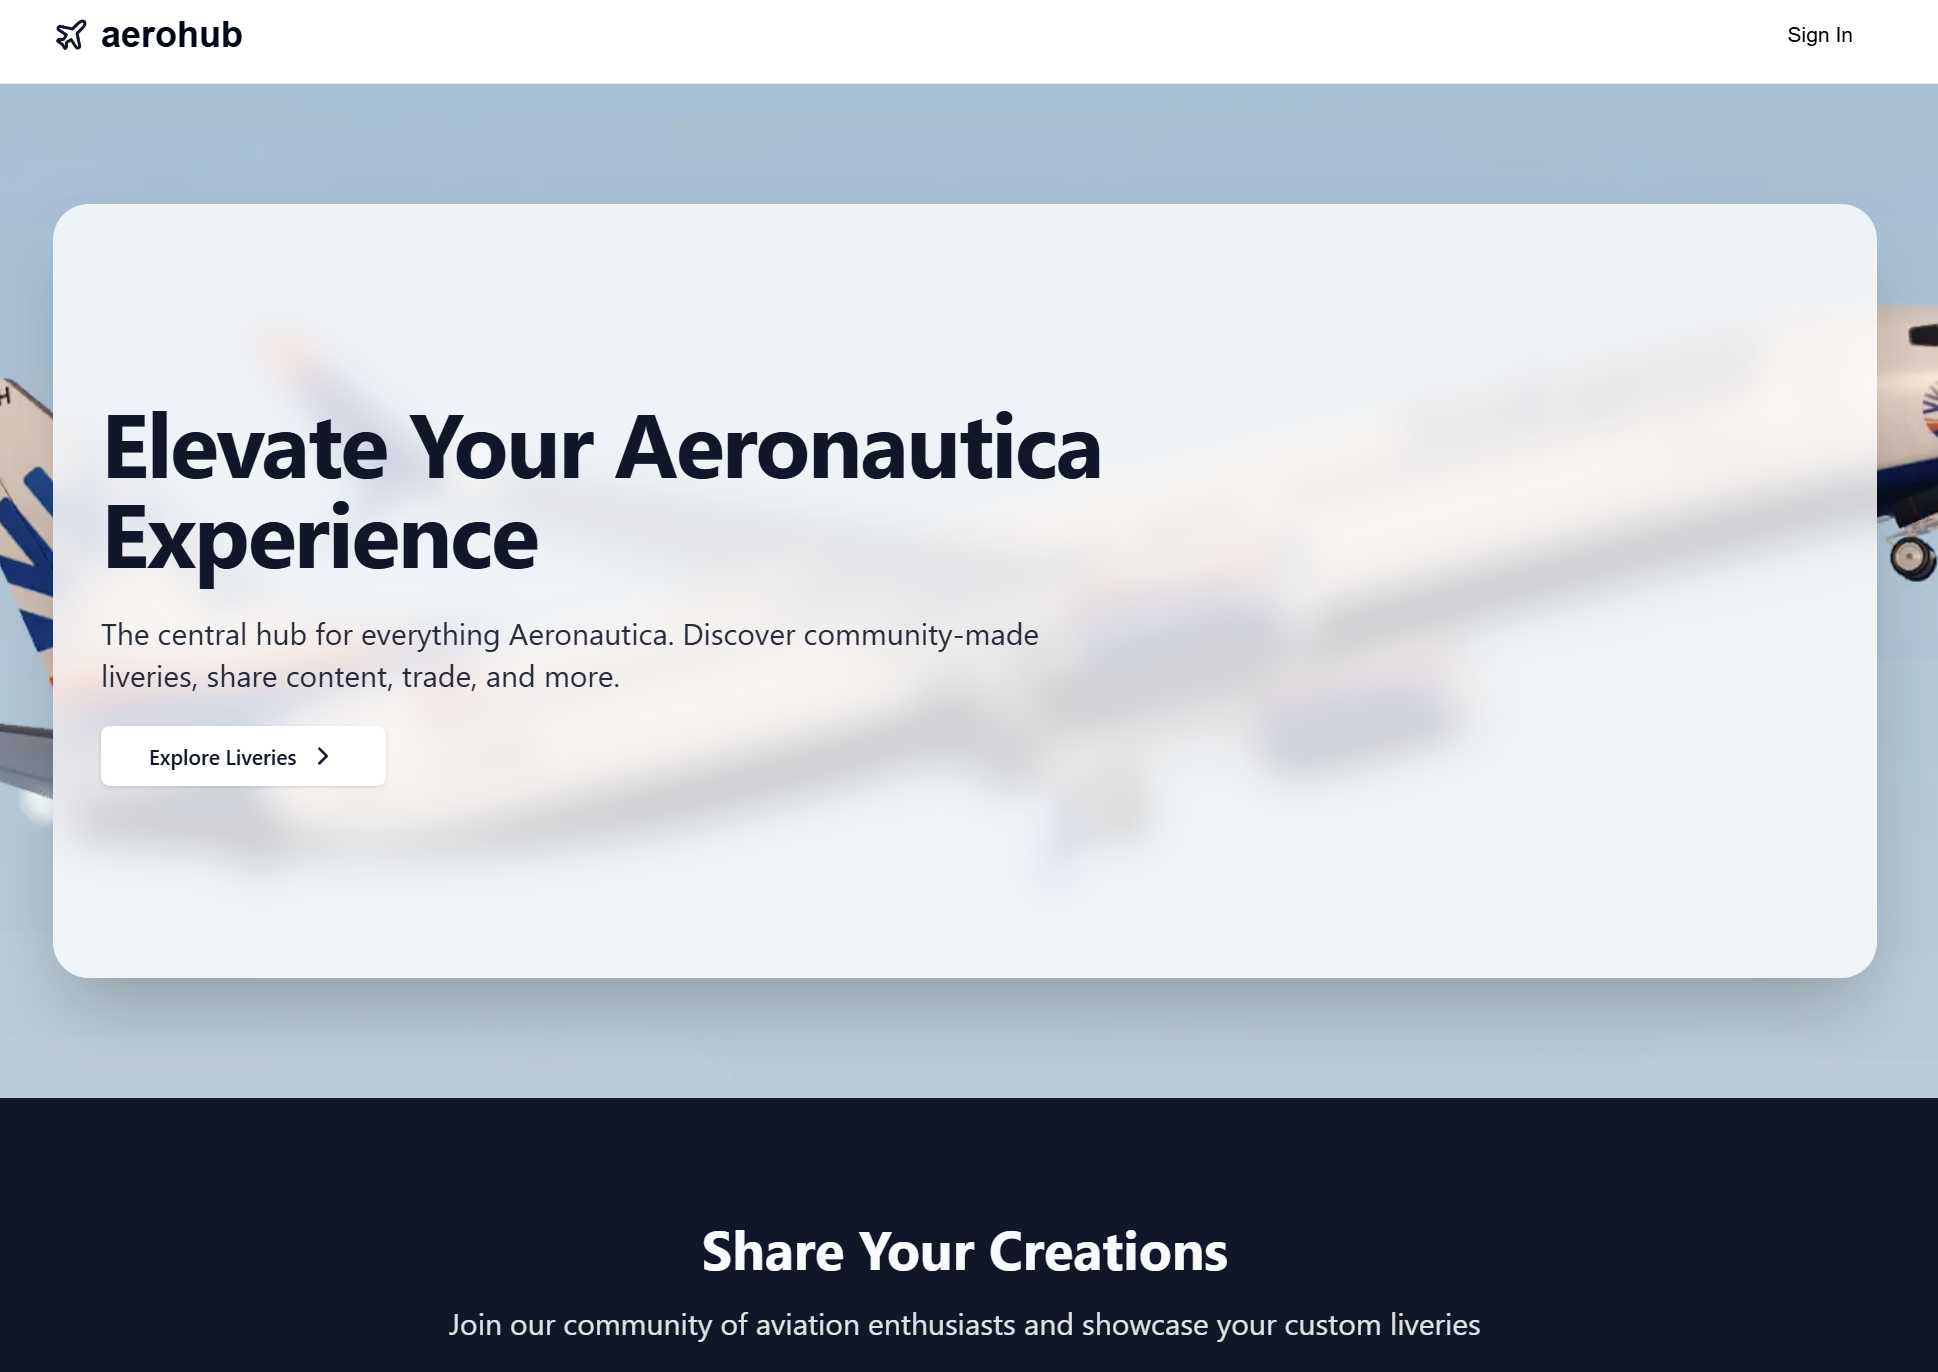 aerohub
Sign In
H
Elevate Your Aeronautica
Experience
The central hub for everything Aeronautica. Discover community-made
liveries, share content, trade, and more.
Explore Liveries
Share Your Creations
Join our community of aviation enthusiasts and showcase your custom liveries